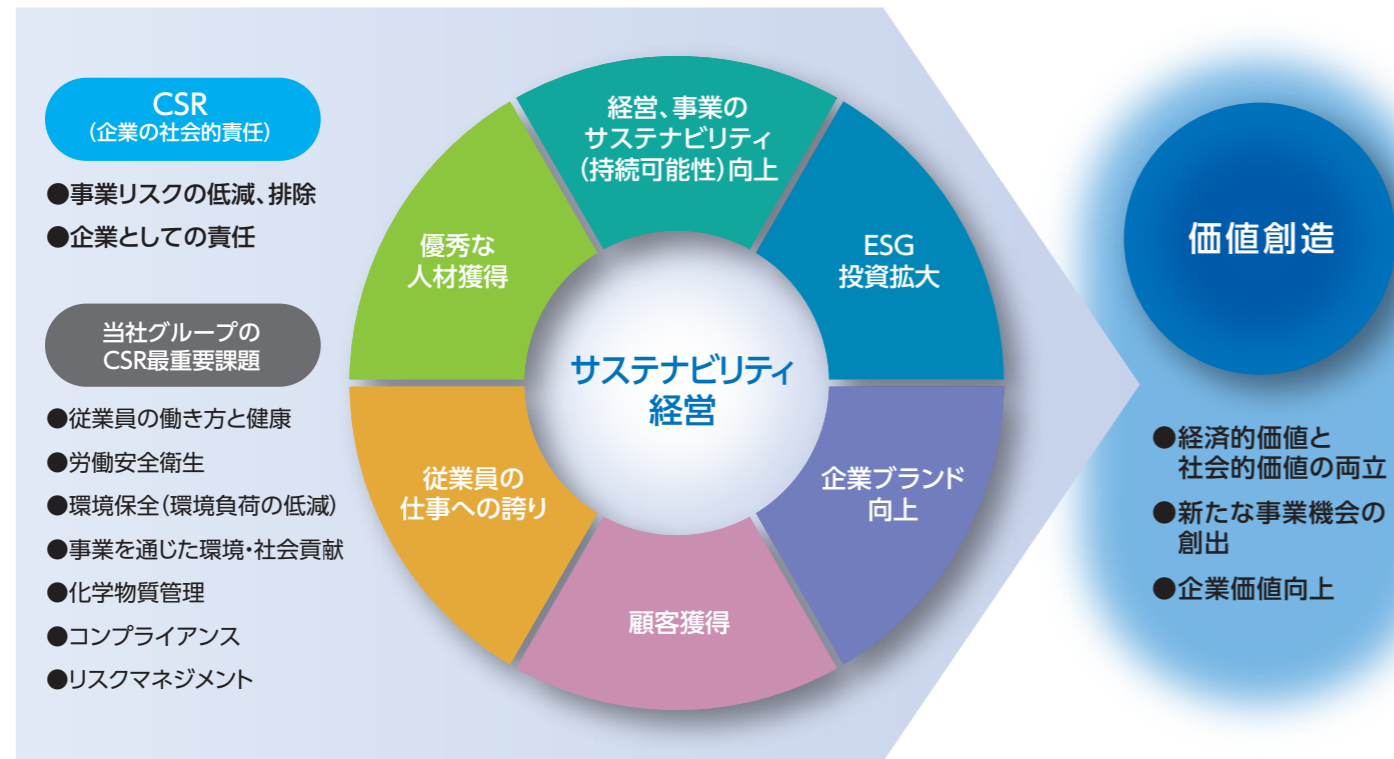 CSR
(企業の社会的責任)
●事業リスクの低減、排除
●企業としての責任
当社グループの
CSR最重要課題
●従業員の働き方と健康
●労働安全衛生
●環境保全(環境負荷の低減)
●事業を通じた環境・社会貢献
●化学物質管理
●コンプライアンス
●リスクマネジメント
経営、事業の
サステナビリティ
(持続可能性)向上
ESG
投資拡大
企業ブランド
向上
顧客獲得
従業員の
仕事への誇り
優秀な
人材獲得
サステナビリティ
経営
価値創造
●経済的価値と
社会的価値の両立
●新たな事業機会の
創出
●企業価値向上